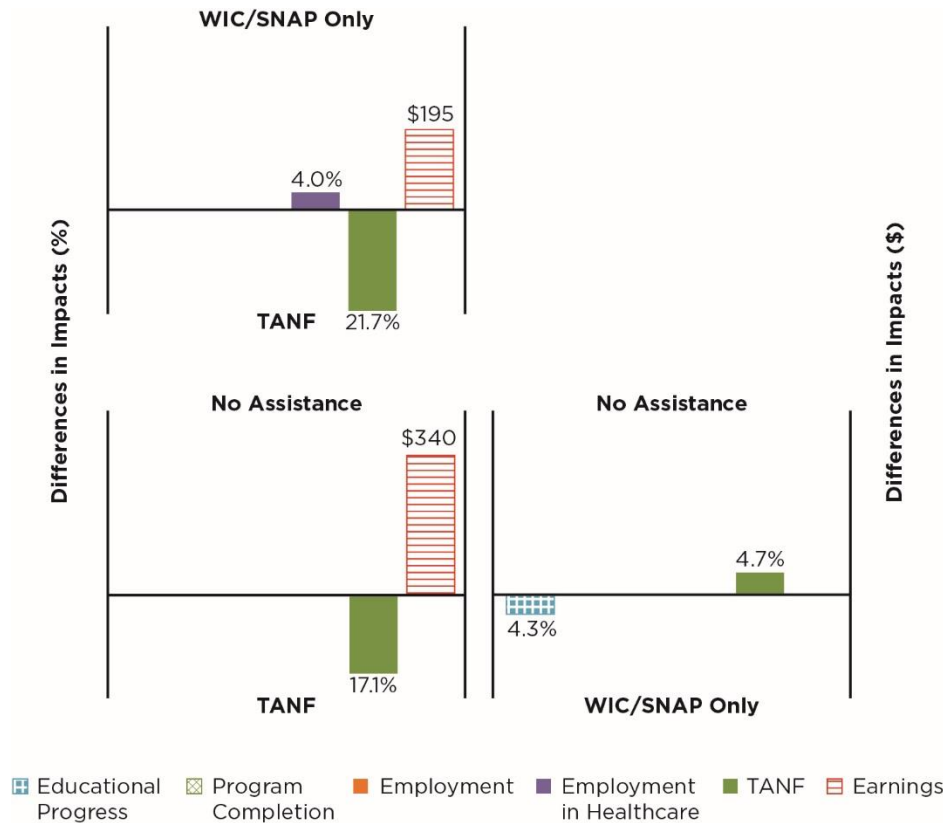 WIC/SNAP Only
$195
4.0%
TANF
21.7%
Differences in Impacts (%)
Differences in Impacts ($)
No Assistance
$340
17.1%
TANF
No Assistance
4.7%
4.3%
WIC/SNAP Only
Educational
Progress
Program
Completion
Employment
Employment
in Healthcare
TANF
Earnings